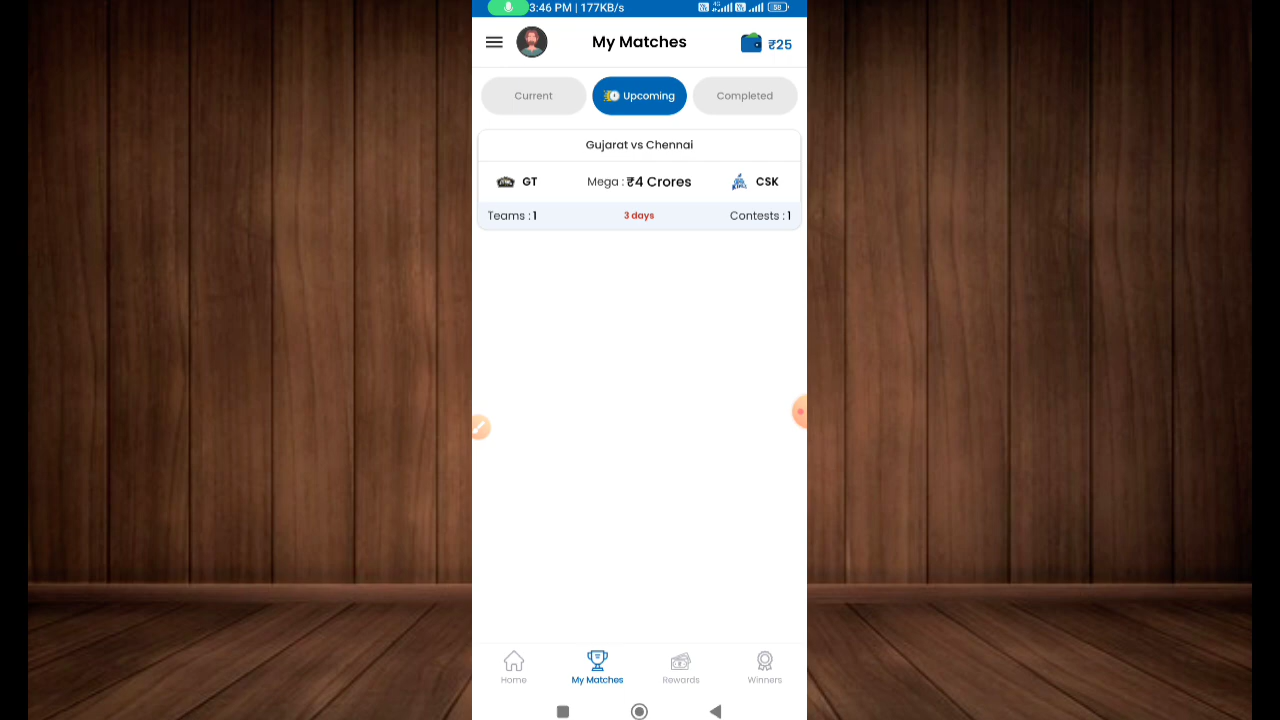 3:46 PM | 177KB/s 58
My Matches ₹25
Current Upcoming Completed
Gujarat vs Chennai
GT Mega : ₹4 Crores CSK
Teams : 1 3 days Contests : 1
Home My Matches Rewards Winners